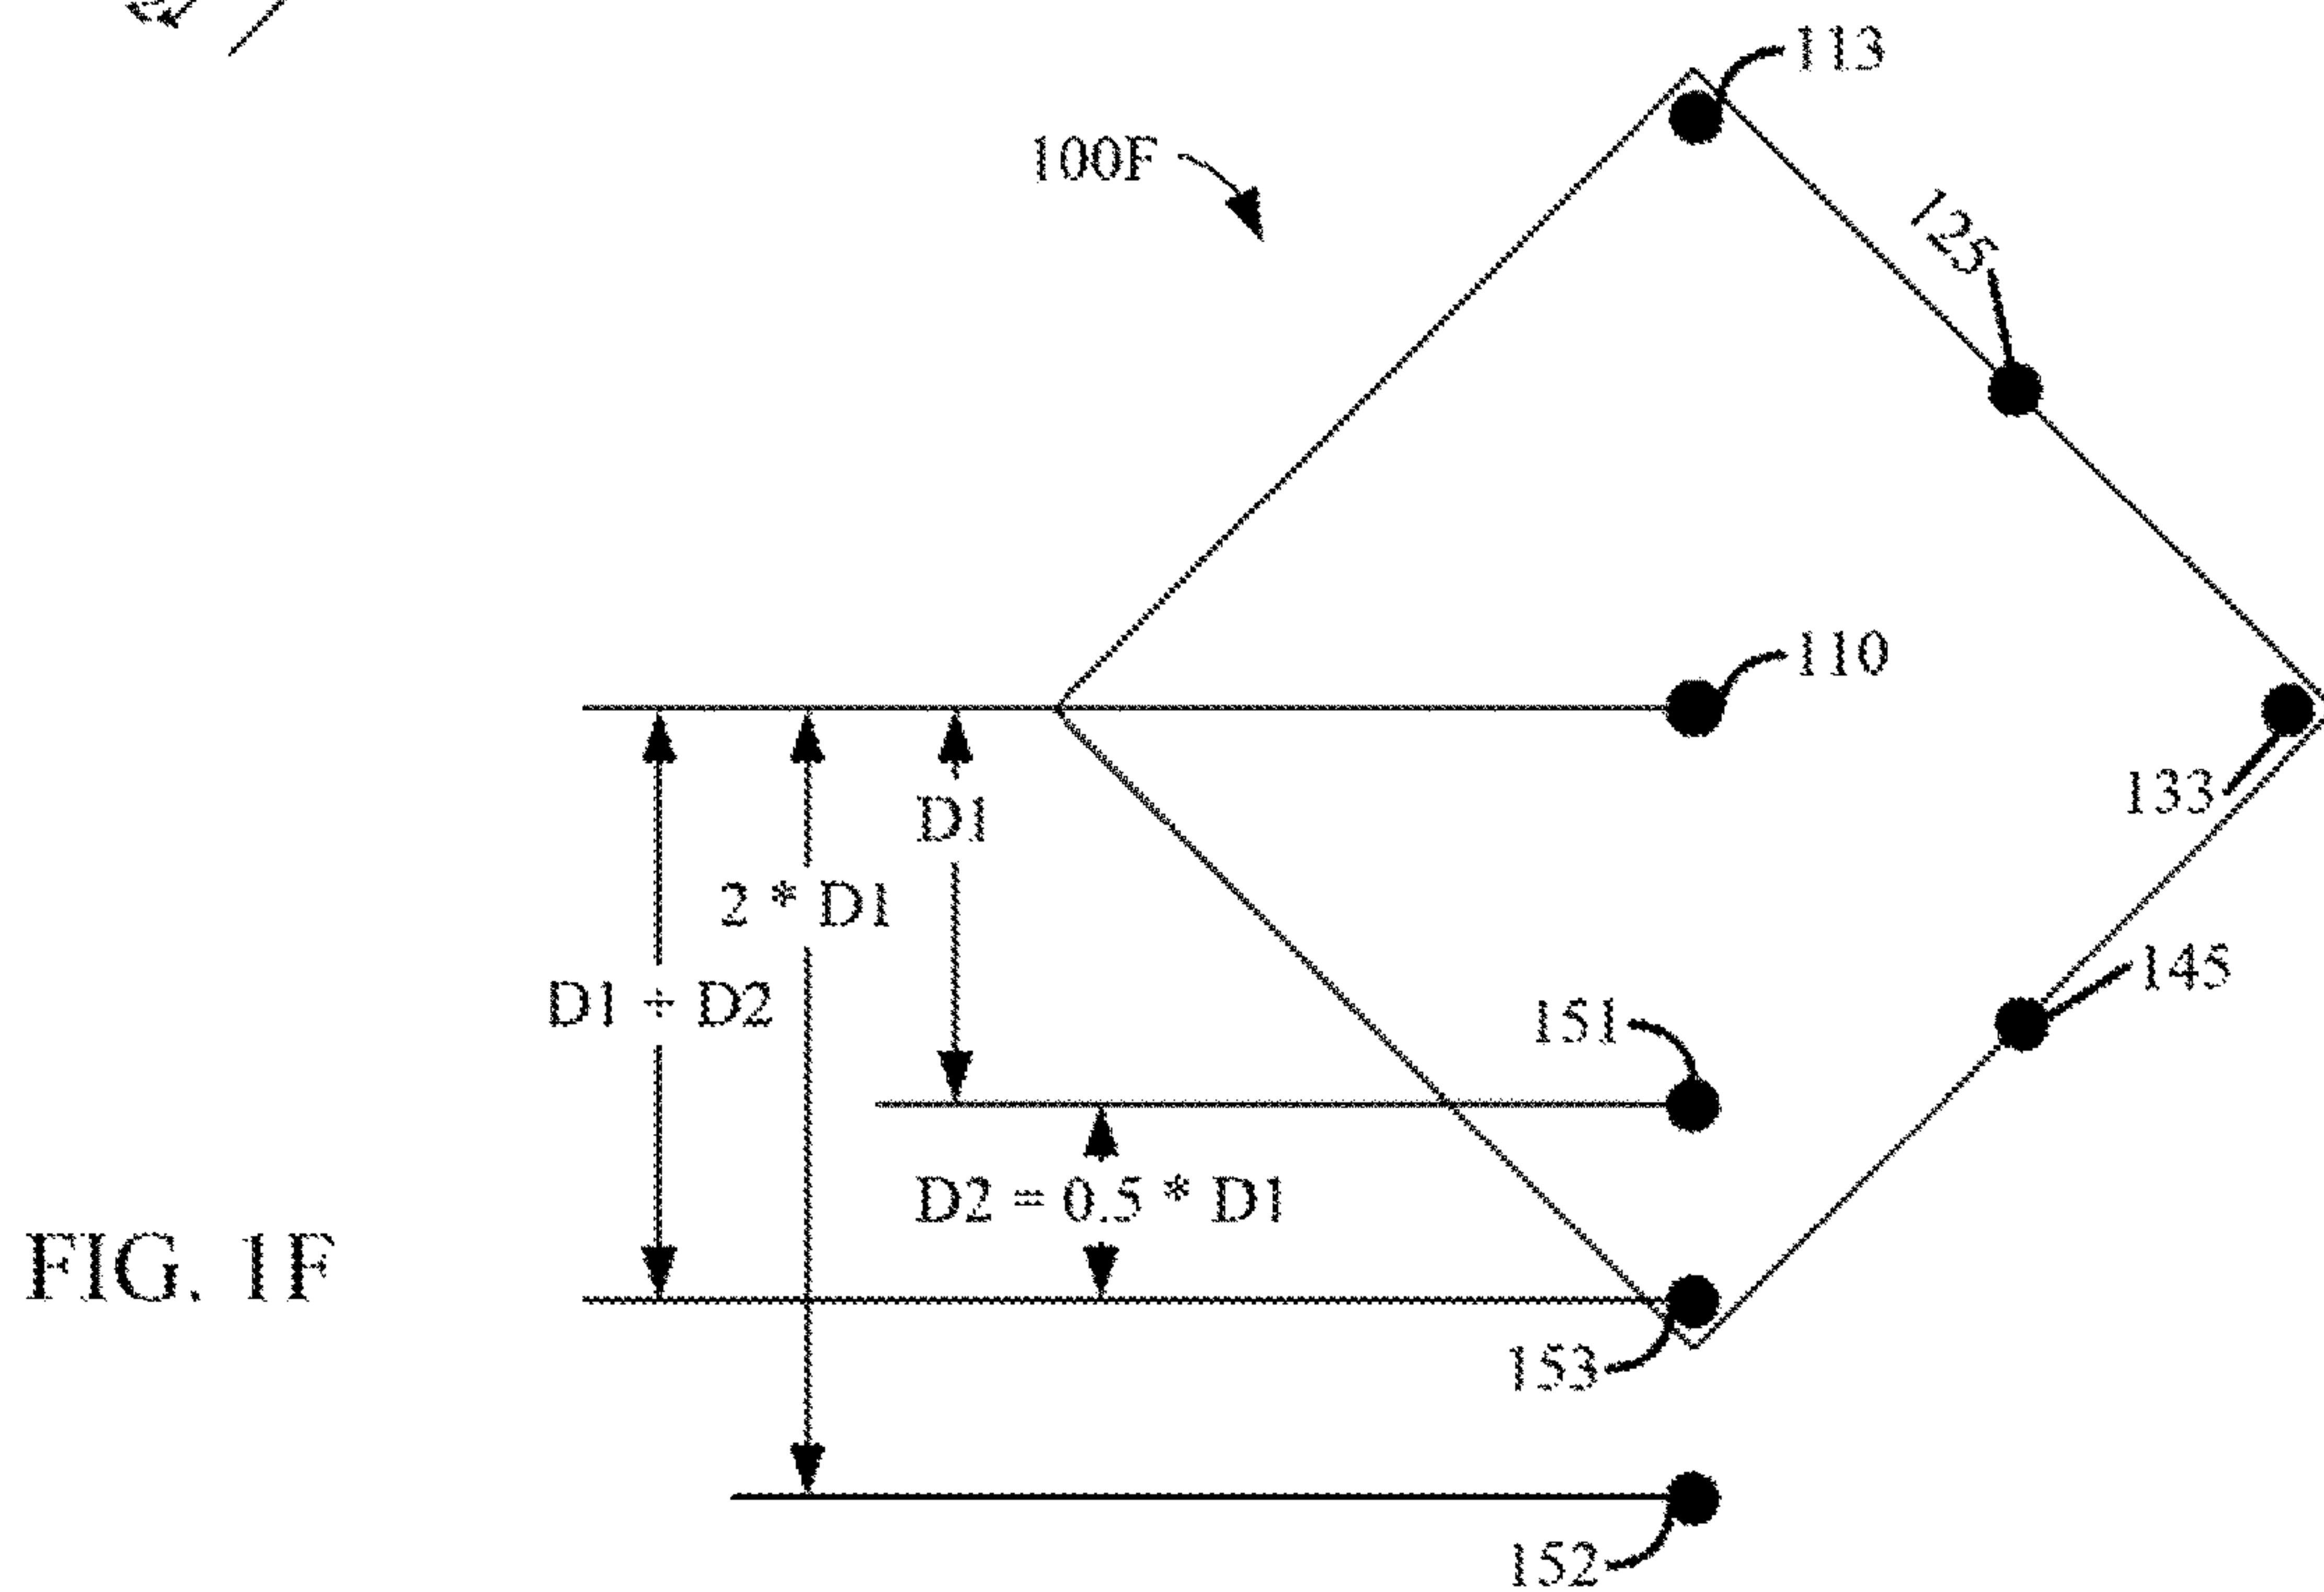 113
100F
125
110
133
D1
2 * D1
145
D1 + D2
151
D2 = 0.5 * D1
FIG. 1F
153
152